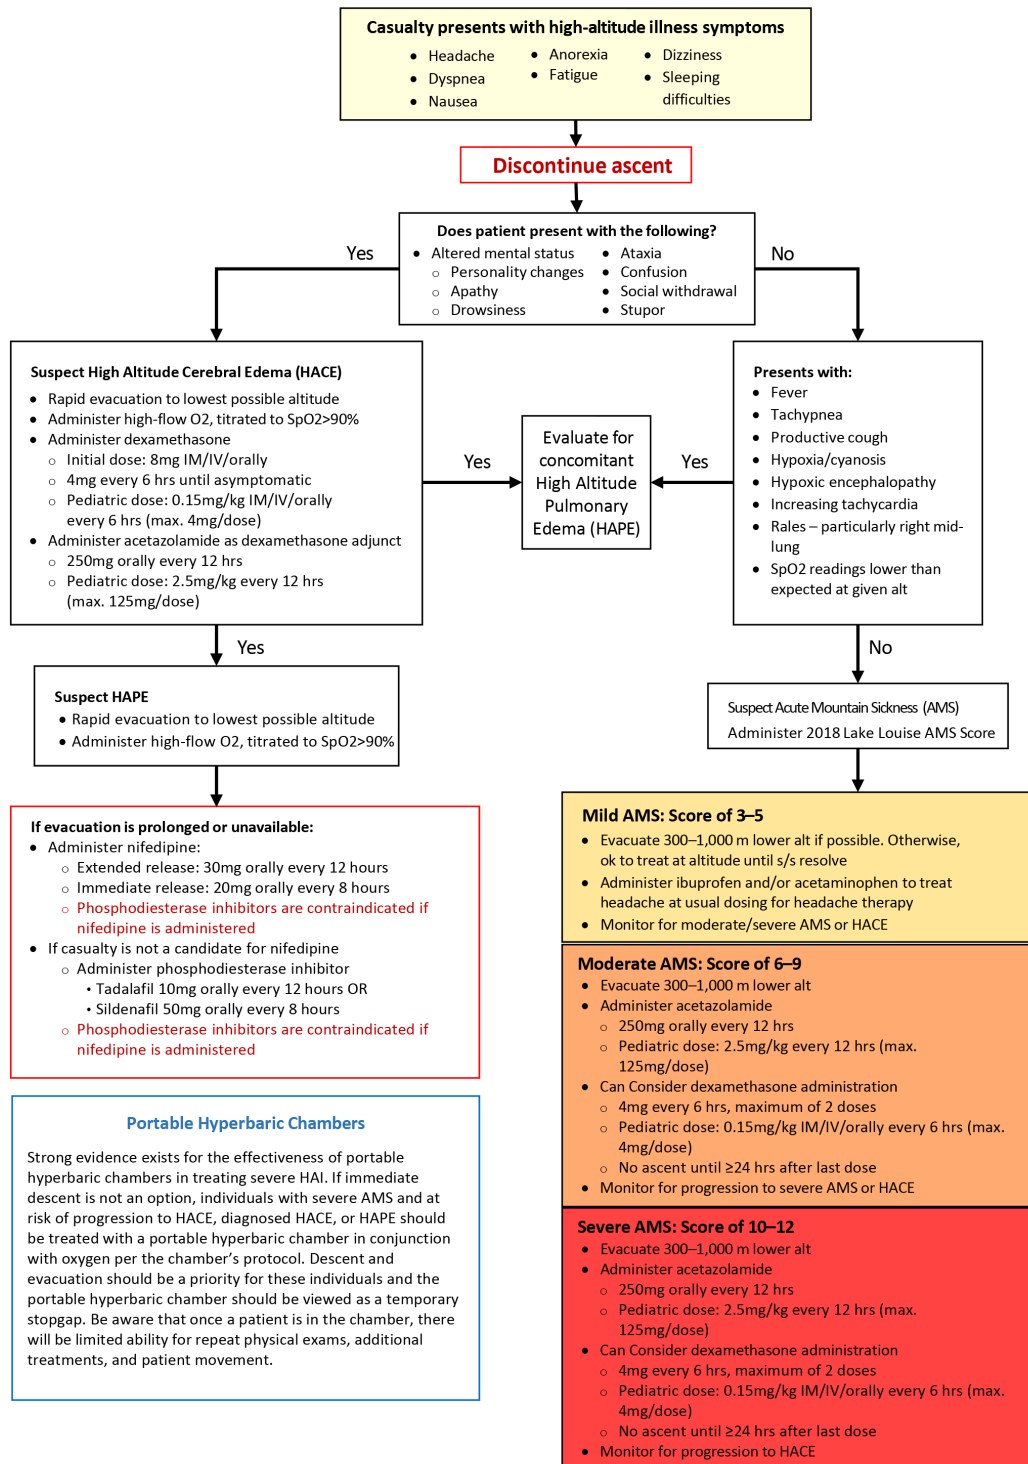 Casualty presents with high-altitude illness symptoms
• Headache
• Dyspnea
• Nausea
• Anorexia
• Fatigue
• Dizziness
• Sleeping
difficulties
Discontinue ascent
Does patient present with the following?
• Altered mental status
o Personality changes
o Apathy
o Drowsiness
• Ataxia
• Confusion
• Social withdrawal
• Stupor
Yes
No
Suspect High Altitude Cerebral Edema (HACE)
• Rapid evacuation to lowest possible altitude
• Administer high-flow O2, titrated to SpO2>90%
• Administer dexamethasone
o Initial dose: 8mg IM/IV/orally
o 4mg every 6 hrs until asymptomatic
o Pediatric dose: 0.15mg/kg IM/IV/orally
every 6 hrs (max. 4mg/dose)
• Administer acetazolamide as dexamethasone adjunct
o 250mg orally every 12 hrs
o Pediatric dose: 2.5mg/kg every 12 hrs
(max. 125mg/dose)
Yes
Evaluate for
concomitant
High Altitude
Pulmonary
Edema (HAPE)
Yes
Presents with:
• Fever
• Tachypnea
• Productive cough
• Hypoxia/cyanosis
• Hypoxic encephalopathy
• Increasing tachycardia
• Rales – particularly right mid-
lung
• SpO2 readings lower than
expected at given alt
Yes
No
Suspect HAPE
• Rapid evacuation to lowest possible altitude
• Administer high-flow O2, titrated to SpO2>90%
Suspect Acute Mountain Sickness (AMS)
Administer 2018 Lake Louise AMS Score
If evacuation is prolonged or unavailable:
• Administer nifedipine:
o Extended release: 30mg orally every 12 hours
o Immediate release: 20mg orally every 8 hours
o Phosphodiesterase inhibitors are contraindicated if
nifedipine is administered
• If casualty is not a candidate for nifedipine
o Administer phosphodiesterase inhibitor
• Tadalafil 10mg orally every 12 hours OR
• Sildenafil 50mg orally every 8 hours
o Phosphodiesterase inhibitors are contraindicated if
nifedipine is administered
Portable Hyperbaric Chambers
Strong evidence exists for the effectiveness of portable
hyperbaric chambers in treating severe HAI. If immediate
descent is not an option, individuals with severe AMS and at
risk of progression to HACE, diagnosed HACE, or HAPE should
be treated with a portable hyperbaric chamber in conjunction
with oxygen per the chamber's protocol. Descent and
evacuation should be a priority for these individuals and the
portable hyperbaric chamber should be viewed as a temporary
stopgap. Be aware that once a patient is in the chamber, there
will be limited ability for repeat physical exams, additional
treatments, and patient movement.
Mild AMS: Score of 3–5
• Evacuate 300–1,000 m lower alt if possible. Otherwise,
ok to treat at altitude until s/s resolve
• Administer ibuprofen and/or acetaminophen to treat
headache at usual dosing for headache therapy
• Monitor for moderate/severe AMS or HACE
Moderate AMS: Score of 6–9
• Evacuate 300–1,000 m lower alt
• Administer acetazolamide
o 250mg orally every 12 hrs
o Pediatric dose: 2.5mg/kg every 12 hrs (max.
125mg/dose)
• Can Consider dexamethasone administration
o 4mg every 6 hrs, maximum of 2 doses
o Pediatric dose: 0.15mg/kg IM/IV/orally every 6 hrs (max.
4mg/dose)
o No ascent until ≥24 hrs after last dose
• Monitor for progression to severe AMS or HACE
Severe AMS: Score of 10–12
• Evacuate 300–1,000 m lower alt
• Administer acetazolamide
o 250mg orally every 12 hrs
o Pediatric dose: 2.5mg/kg every 12 hrs (max.
125mg/dose)
• Can Consider dexamethasone administration
o 4mg every 6 hrs, maximum of 2 doses
o Pediatric dose: 0.15mg/kg IM/IV/orally every 6 hrs (max.
4mg/dose)
o No ascent until ≥24 hrs after last dose
• Monitor for progression to HACE